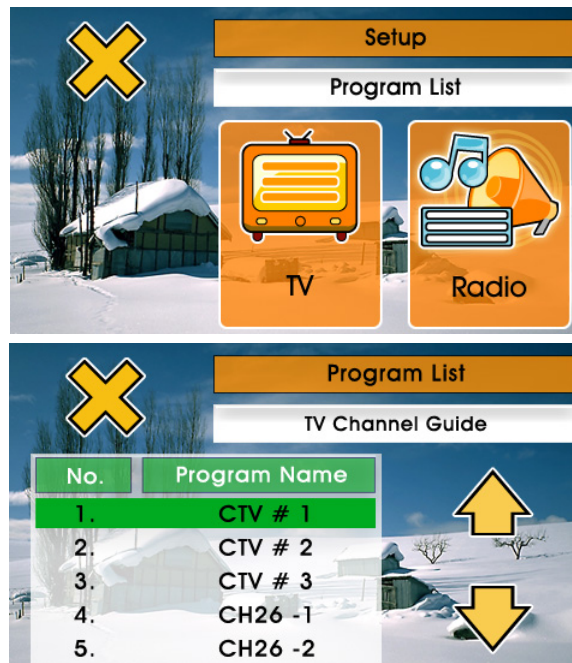 Setup
Program List
TV
Radio
Program List
TV Channel Guide
No. Program Name
1. CTV # 1
2. CTV # 2
3. CTV # 3
4. CH26 -1
5. CH26 -2